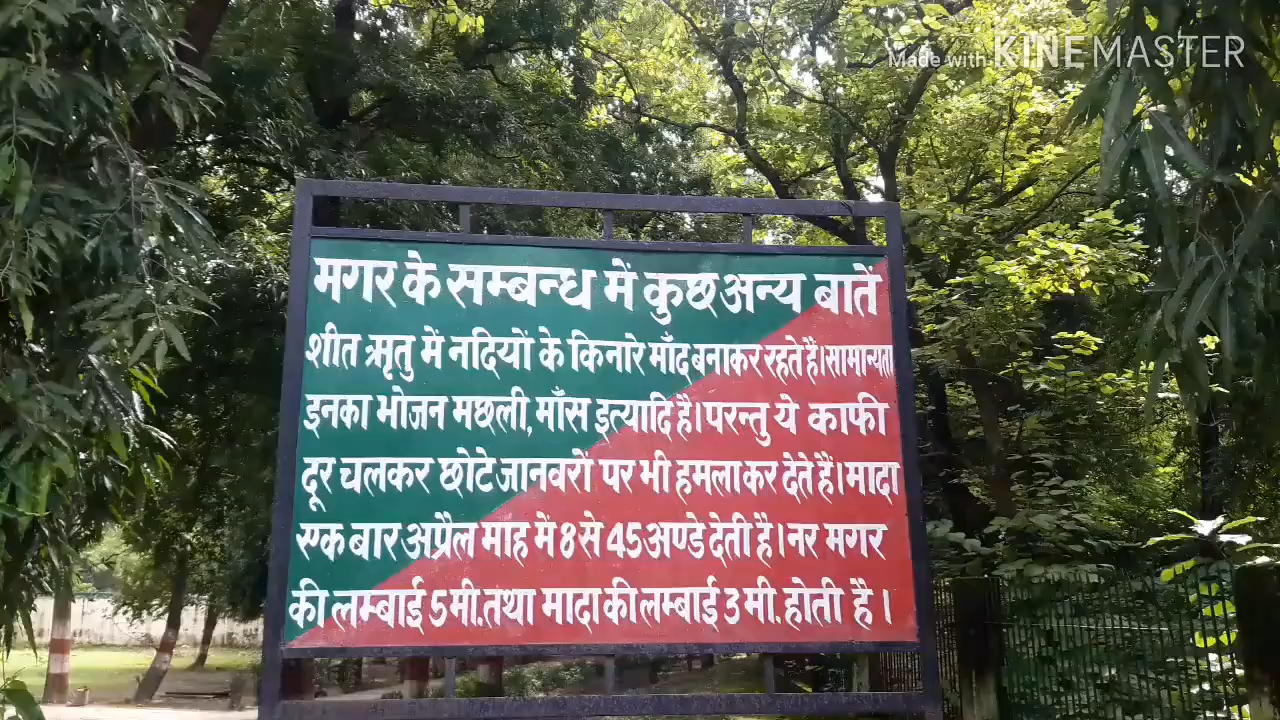 Made with KINEMASTER
मगर के सम्बन्ध में कुछ अन्य बातें
शीत ॠतु में नदियों के किनारे माँद बनाकर रहते हैं।सामान्यता
इनका भोजन मछली, माँस इत्यादि है। परन्तु ये काफी
दूर चलकर छोटे जानवरों पर भी हमला कर देते हैं। मादा
एक बार अप्रैल माह में 8 से 45 अण्डे देती है। नर मगर
की लम्बाई 5 मी. तथा मादा की लम्बाई 3 मी. होती है।